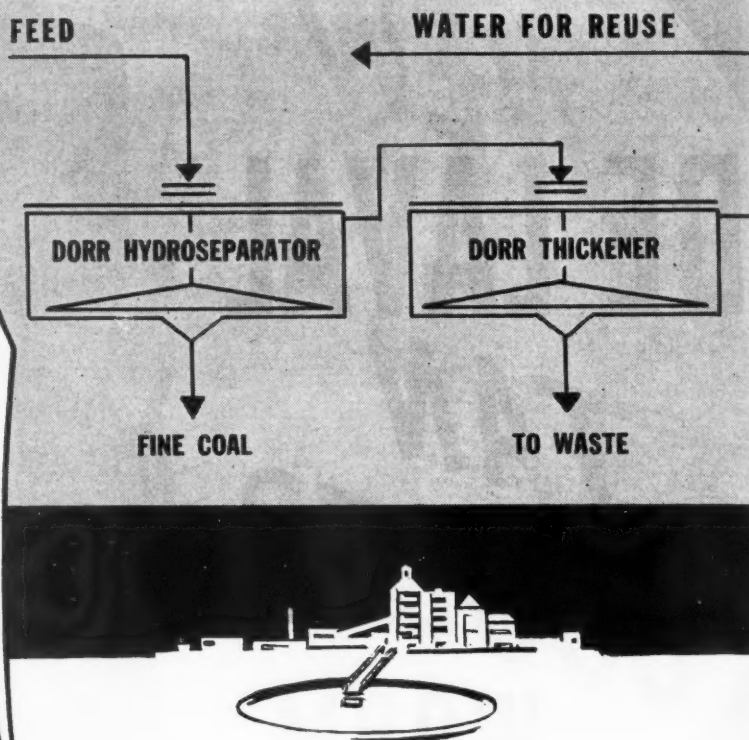 FEED
WATER FOR REUSE
DORR HYDROSEPARATOR
DORR THICKENER
FINE COAL
TO WASTE